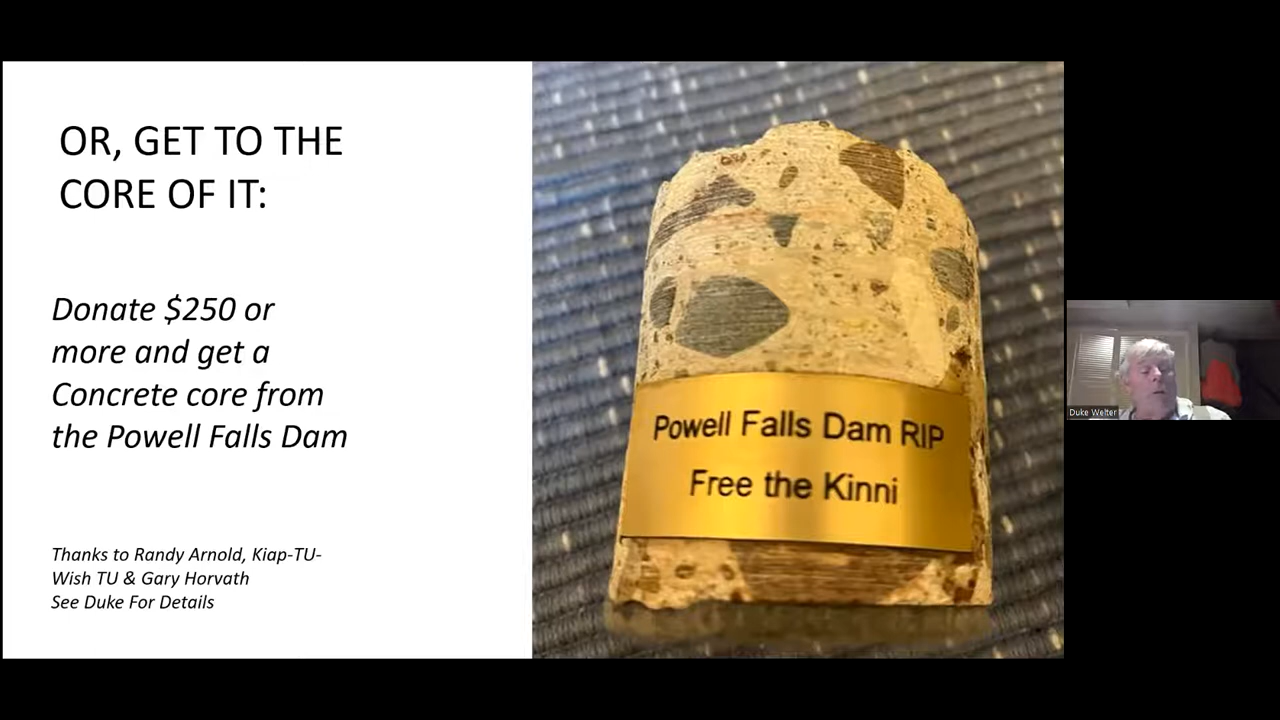 OR, GET TO THE
CORE OF IT:
Donate $250 or
more and get a
Concrete core from
the Powell Falls Dam
Thanks to Randy Arnold, Kiap-TU-
Wish TU & Gary Horvath
See Duke For Details
Powell Falls Dam RIP
Free the Kinni
Duke Welter